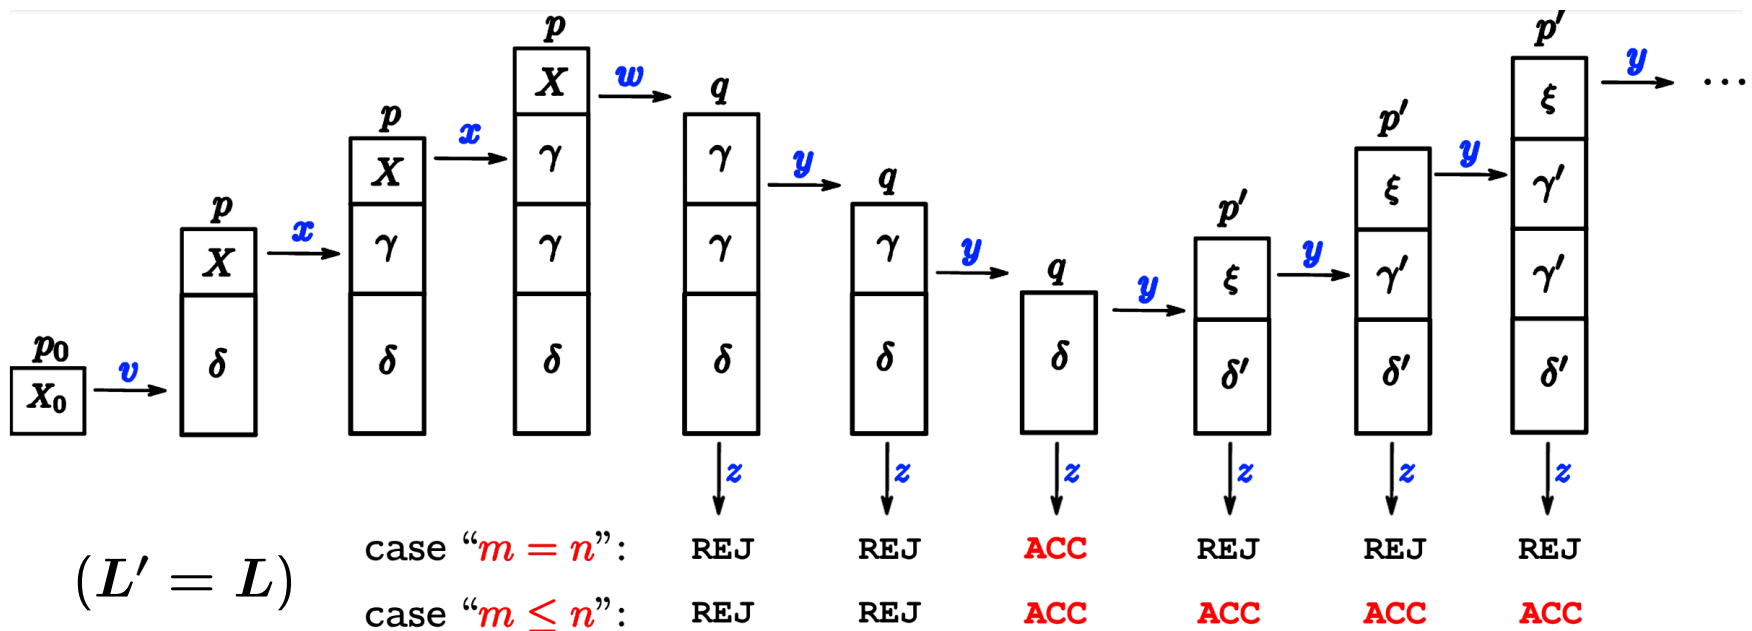 p₀ X₀ v
p X δ x
p X γ δ x
p X γ γ δ w
q γ γ δ y z
q γ δ y z
q δ y z
p′ ξ δ′ y z
p′ ξ γ′ δ′ y z
p′ ξ γ′ γ′ δ′ y z ⋯
case “m = n”: REJ REJ ACC REJ REJ REJ
(L′ = L)
case “m ≤ n”: REJ REJ ACC ACC ACC ACC